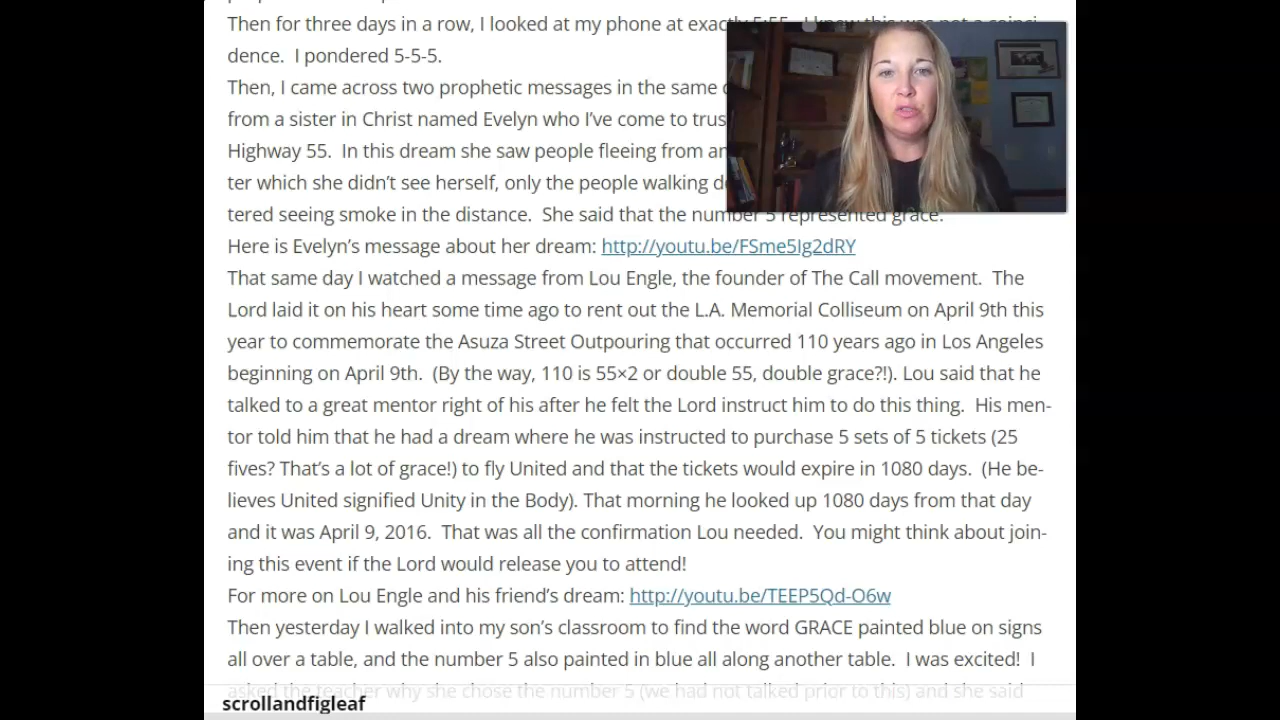 Then for three days in a row, I looked at my phone at exactly 5:55. I knew this was not a coinci-
dence. I pondered 5-5-5.
Then, I came across two prophetic messages in the same
from a sister in Christ named Evelyn who I've come to trus
Highway 55. In this dream she saw people fleeing from an
ter which she didn't see herself, only the people walking d
tered seeing smoke in the distance. She said that the number 5 represented grace.
Here is Evelyn's message about her dream: http://youtu.be/FSme5Ig2dRY
That same day I watched a message from Lou Engle, the founder of The Call movement. The
Lord laid it on his heart some time ago to rent out the L.A. Memorial Colliseum on April 9th this
year to commemorate the Asuza Street Outpouring that occurred 110 years ago in Los Angeles
beginning on April 9th. (By the way, 110 is 55×2 or double 55, double grace?!). Lou said that he
talked to a great mentor right of his after he felt the Lord instruct him to do this thing. His men-
tor told him that he had a dream where he was instructed to purchase 5 sets of 5 tickets (25
fives? That's a lot of grace!) to fly United and that the tickets would expire in 1080 days. (He be-
lieves United signified Unity in the Body). That morning he looked up 1080 days from that day
and it was April 9, 2016. That was all the confirmation Lou needed. You might think about join-
ing this event if the Lord would release you to attend!
For more on Lou Engle and his friend's dream: http://youtu.be/TEEP5Qd-O6w
Then yesterday I walked into my son's classroom to find the word GRACE painted blue on signs
all over a table, and the number 5 also painted in blue all along another table. I was excited! I
asked the teacher why she chose the number 5 (we had not talked prior to this) and she said
scrollandfigleaf